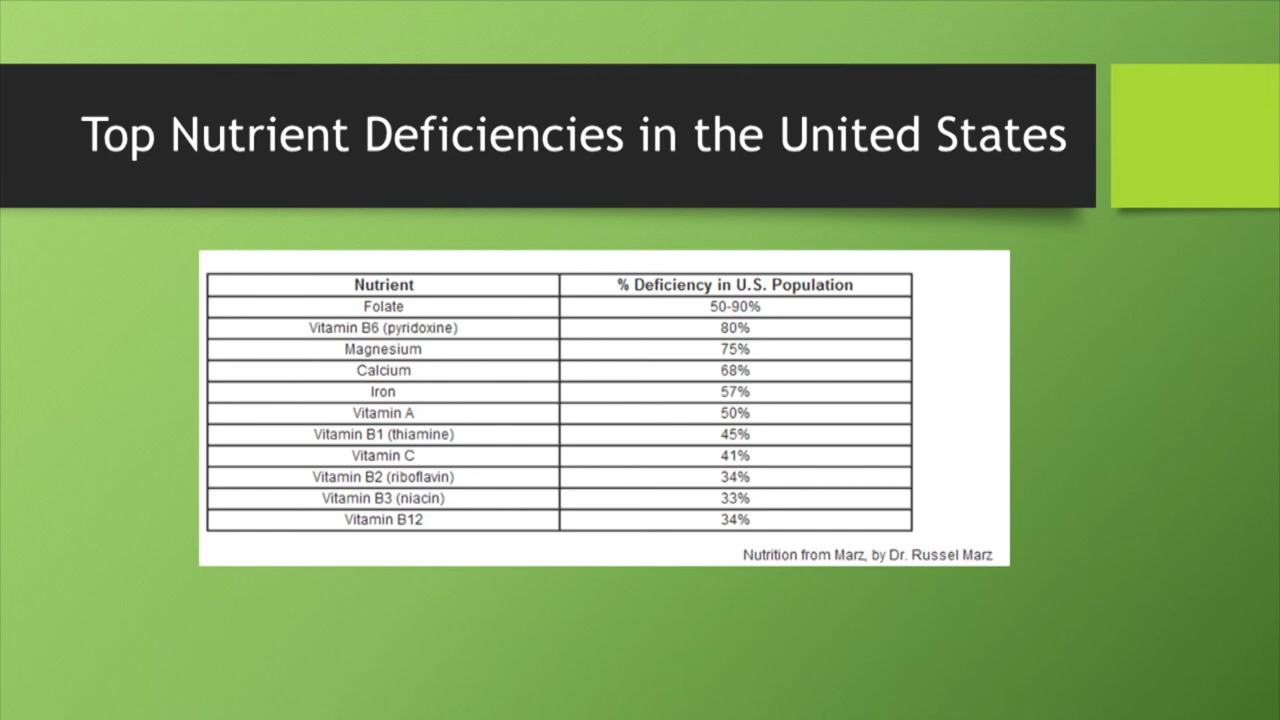 Top Nutrient Deficiencies in the United States
Nutrient % Deficiency in U.S. Population
Folate 50-90%
Vitamin B6 (pyridoxine) 80%
Magnesium 75%
Calcium 68%
Iron 57%
Vitamin A 50%
Vitamin B1 (thiamine) 45%
Vitamin C 41%
Vitamin B2 (riboflavin) 34%
Vitamin B3 (niacin) 33%
Vitamin B12 34%
Nutrition from Marz, by Dr. Russel Marz